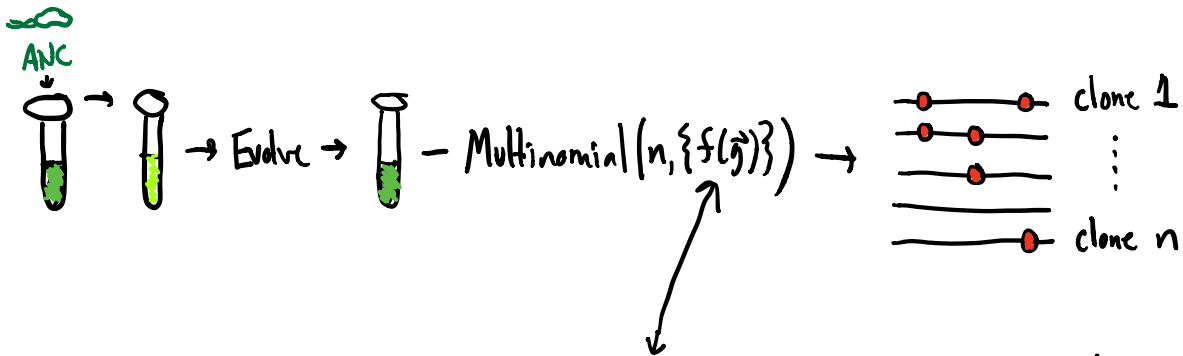 ANC
→ Evolve → — Multinomial(n, {f(g⃗)}) →
clone 1
clone n